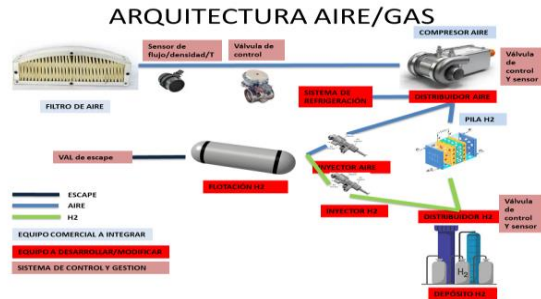 ARQUITECTURA AIRE/GAS
Sensor de
flujo/densidad/T
Válvula de
control
COMPRESOR AIRE
Válvula
de
control
Y sensor
FILTRO DE AIRE
SISTEMA DE
REFRIGERACIÓN
DISTRIBUIDOR AIRE
PILA H2
VAL de escape
INYECTOR AIRE
FLOTACIÓN H2
ESCAPE
AIRE
H2
INYECTOR H2
DISTRIBUIDOR H2
Válvula
de
control
Y sensor
EQUIPO COMERCIAL A INTEGRAR
EQUIPO A DESARROLLAR/MODIFICAR
SISTEMA DE CONTROL Y GESTION
H2
DEPÓSITO H2